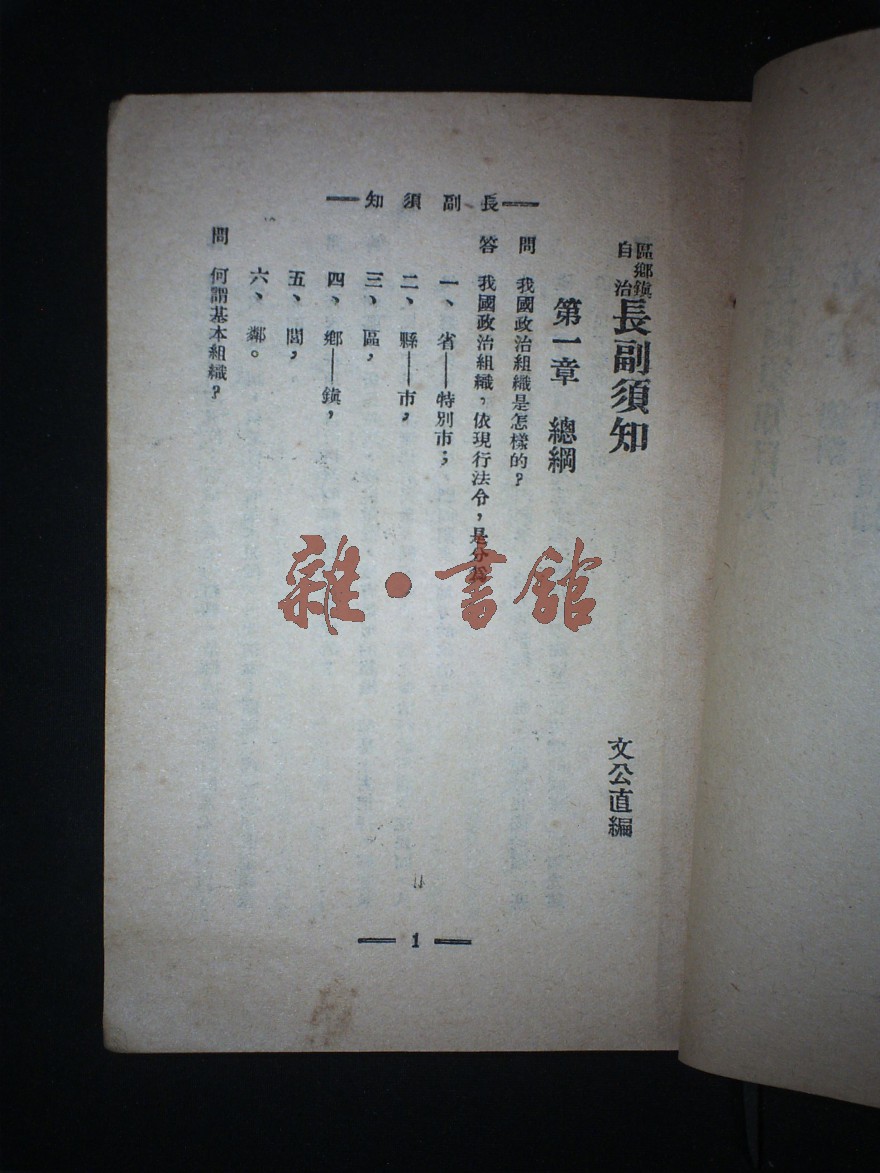 長副須知
區鄉鎮
自治
長副須知
文公直編
第一章 總綱
問 我國政治組織是怎樣的？
答 我國政治組織，依現行法令，是分爲
一、省——特別市；
二、縣——市，
三、區，
四、鄉——鎮，
五、閭，
六、鄰。
問 何謂基本組織？
1
雜·書館